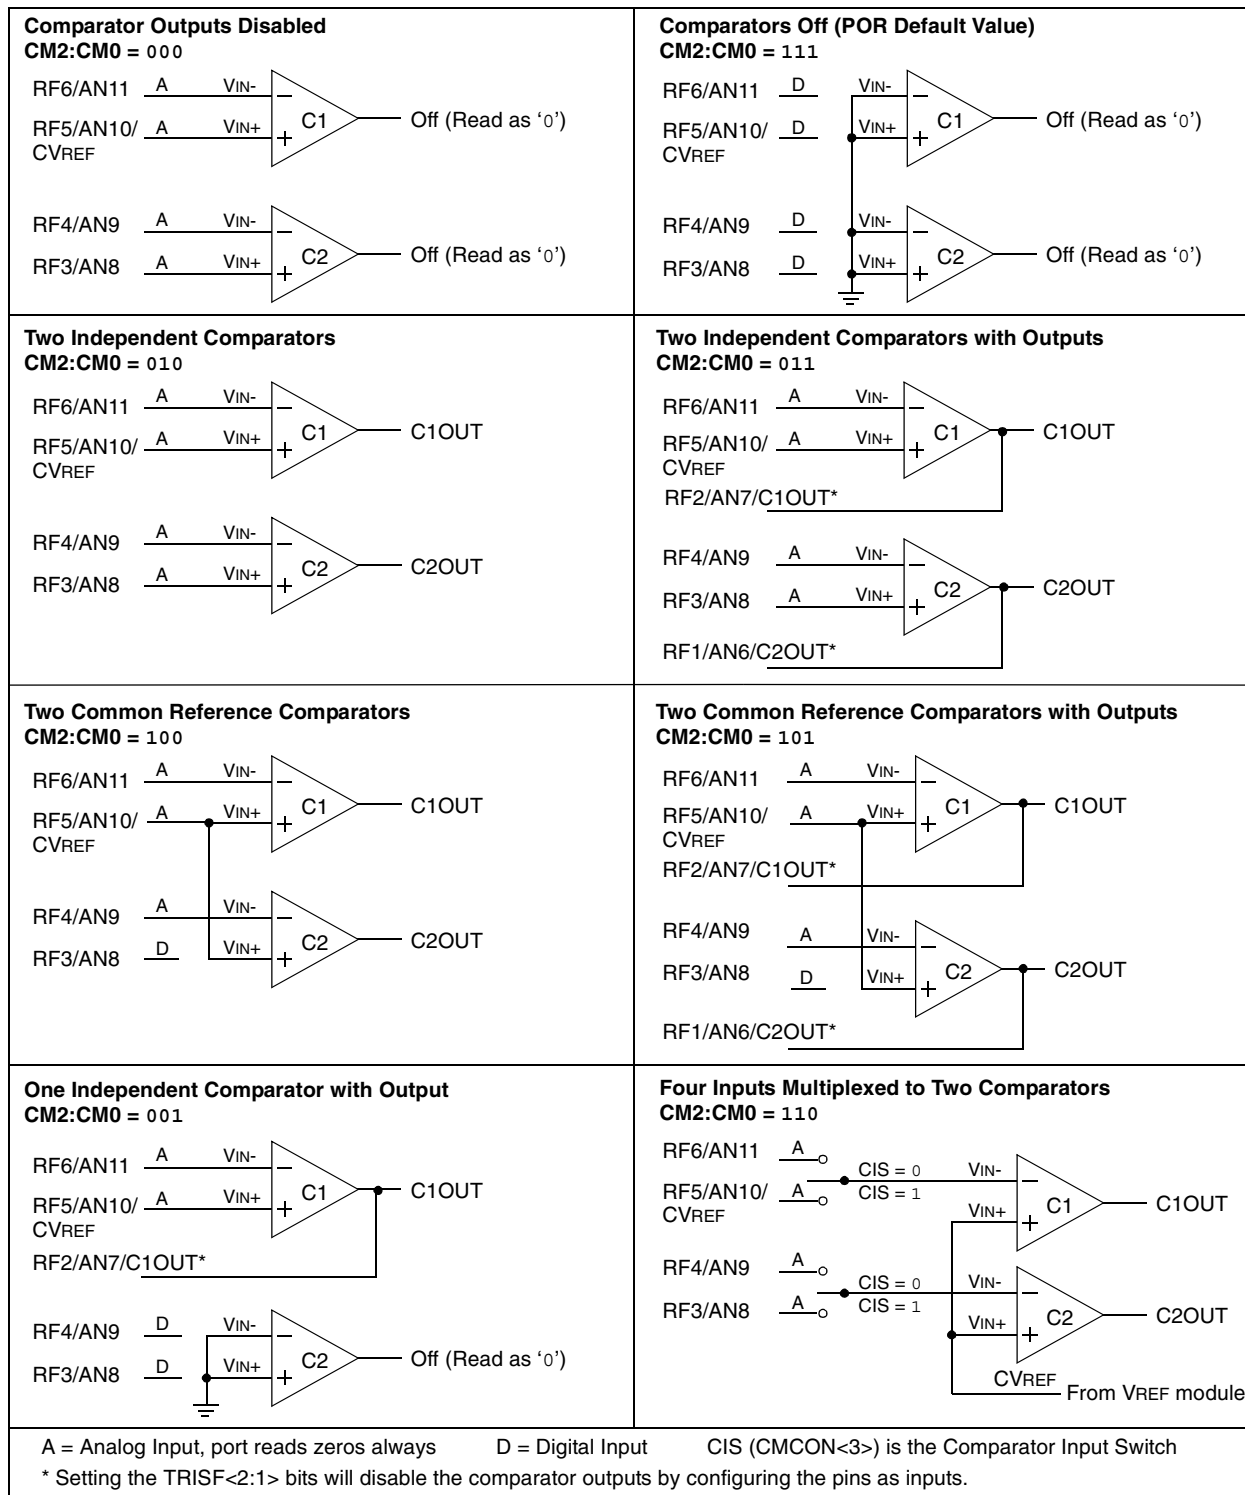 Comparator Outputs Disabled
CM2:CM0 = 000
RF6/AN11 A VIN-
RF5/AN10/ A VIN+
CVREF
C1
Off (Read as ‘0’)
RF4/AN9 A VIN-
RF3/AN8 A VIN+
C2
Off (Read as ‘0’)
Comparators Off (POR Default Value)
CM2:CM0 = 111
RF6/AN11 D VIN-
RF5/AN10/ D VIN+
CVREF
C1
Off (Read as ‘0’)
RF4/AN9 D VIN-
RF3/AN8 D VIN+
C2
Off (Read as ‘0’)
Two Independent Comparators
CM2:CM0 = 010
RF6/AN11 A VIN-
RF5/AN10/ A VIN+
CVREF
C1
C1OUT
RF4/AN9 A VIN-
RF3/AN8 A VIN+
C2
C2OUT
Two Independent Comparators with Outputs
CM2:CM0 = 011
RF6/AN11 A VIN-
RF5/AN10/ A VIN+
CVREF
C1
C1OUT
RF2/AN7/C1OUT*
RF4/AN9 A VIN-
RF3/AN8 A VIN+
C2
C2OUT
RF1/AN6/C2OUT*
Two Common Reference Comparators
CM2:CM0 = 100
RF6/AN11 A VIN-
RF5/AN10/ A VIN+
CVREF
C1
C1OUT
RF4/AN9 A VIN-
RF3/AN8 D VIN+
C2
C2OUT
Two Common Reference Comparators with Outputs
CM2:CM0 = 101
RF6/AN11 A VIN-
RF5/AN10/ A VIN+
CVREF
C1
C1OUT
RF2/AN7/C1OUT*
RF4/AN9 A VIN-
RF3/AN8 D VIN+
C2
C2OUT
RF1/AN6/C2OUT*
One Independent Comparator with Output
CM2:CM0 = 001
RF6/AN11 A VIN-
RF5/AN10/ A VIN+
CVREF
C1
C1OUT
RF2/AN7/C1OUT*
RF4/AN9 D VIN-
RF3/AN8 D VIN+
C2
Off (Read as ‘0’)
Four Inputs Multiplexed to Two Comparators
CM2:CM0 = 110
RF6/AN11 A
CIS = 0 VIN-
RF5/AN10/ A CIS = 1
CVREF
VIN+
C1
C1OUT
RF4/AN9 A
CIS = 0 VIN-
RF3/AN8 A CIS = 1
VIN+
C2
C2OUT
CVREF
From VREF module
A = Analog Input, port reads zeros always D = Digital Input CIS (CMCON<3>) is the Comparator Input Switch
* Setting the TRISF<2:1> bits will disable the comparator outputs by configuring the pins as inputs.